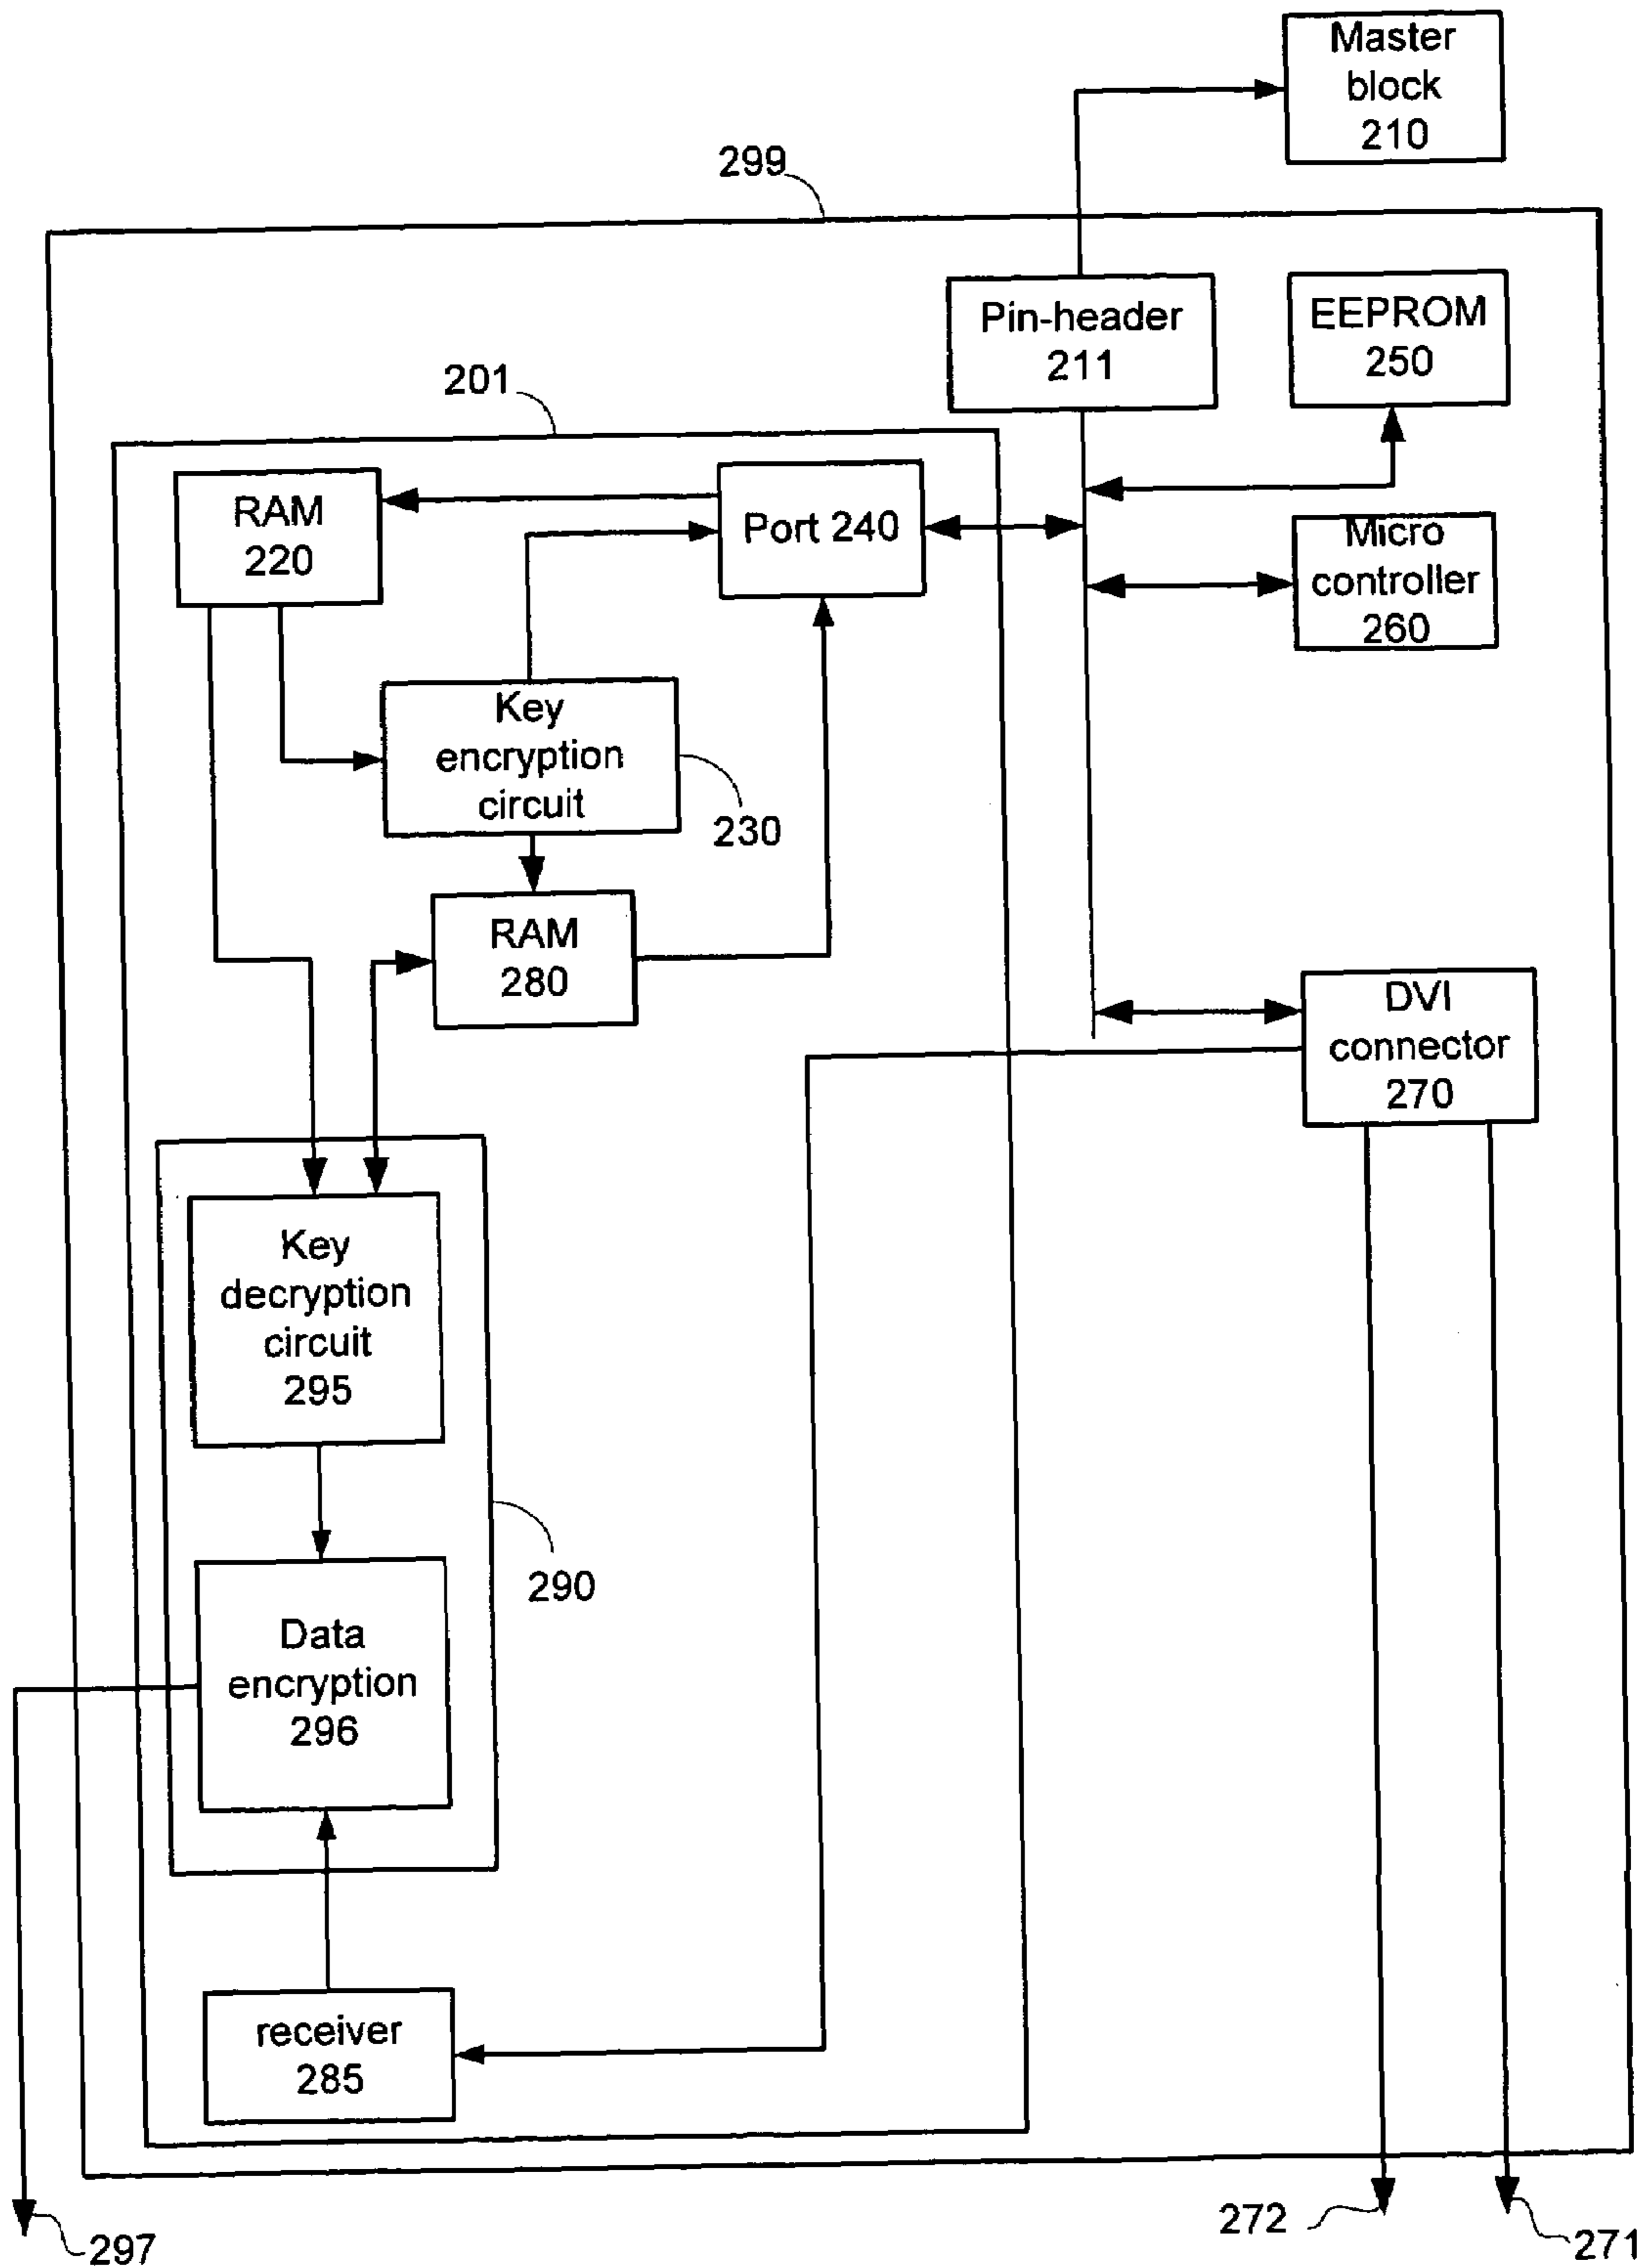 Master
block
210
299
Pin-header
211
EEPROM
250
201
RAM
220
Port 240
Micro
controller
260
Key
encryption
circuit
230
RAM
280
DVI
connector
270
Key
decryption
circuit
295
290
Data
encryption
296
receiver
285
297
272
271